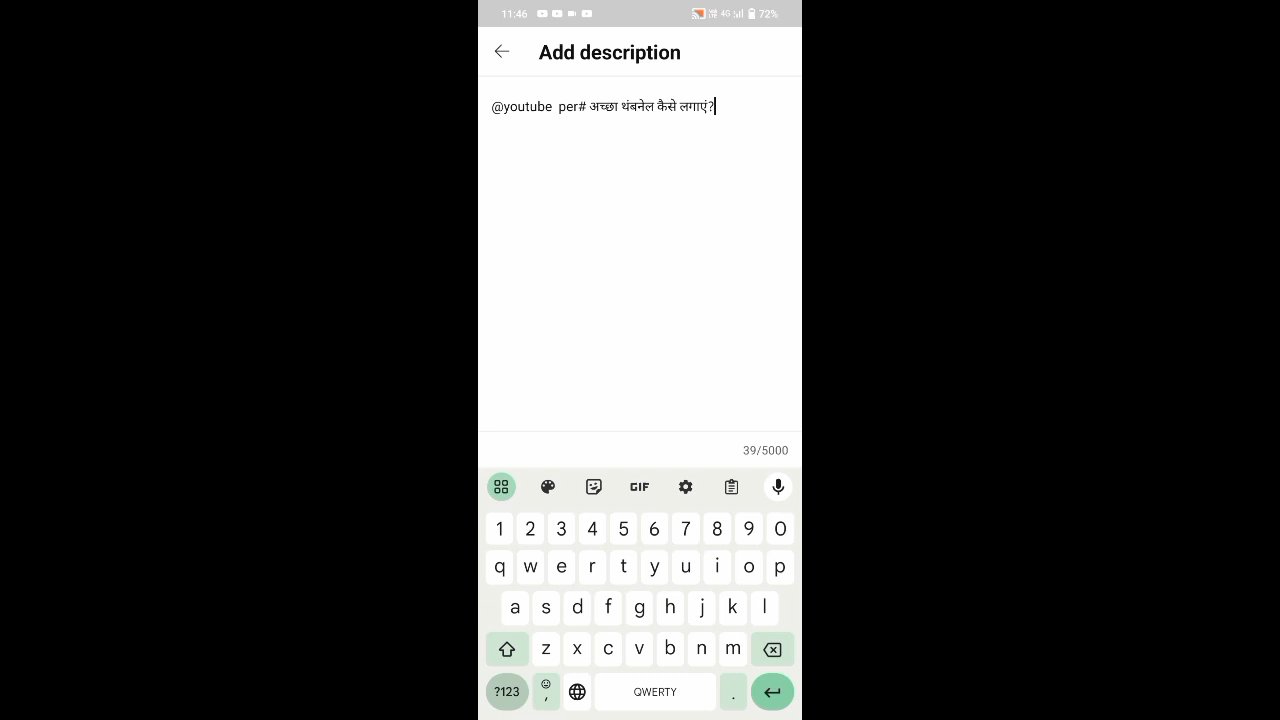 11:46 4G 72%
Add description
@youtube per# अच्छा थंबनेल कैसे लगाएं?
39/5000
GIF
1 2 3 4 5 6 7 8 9 0
q w e r t y u i o p
a s d f g h j k l
z x c v b n m
?123 , QWERTY .